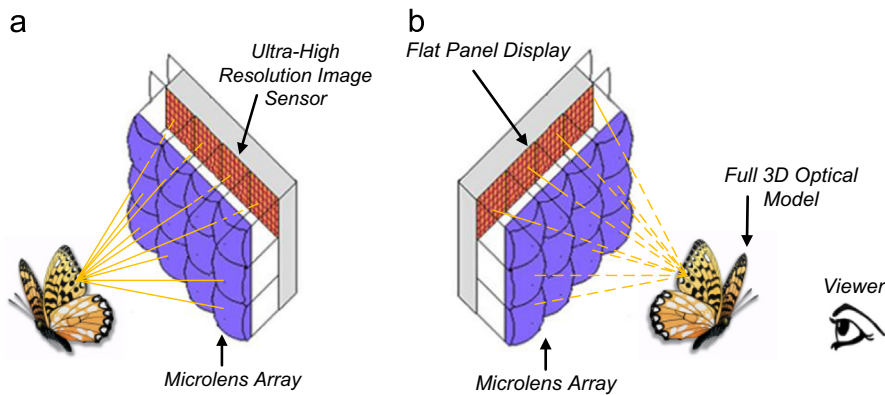 a
Ultra-High
Resolution Image
Sensor
Microlens Array
b
Flat Panel Display
Full 3D Optical
Model
Viewer
Microlens Array